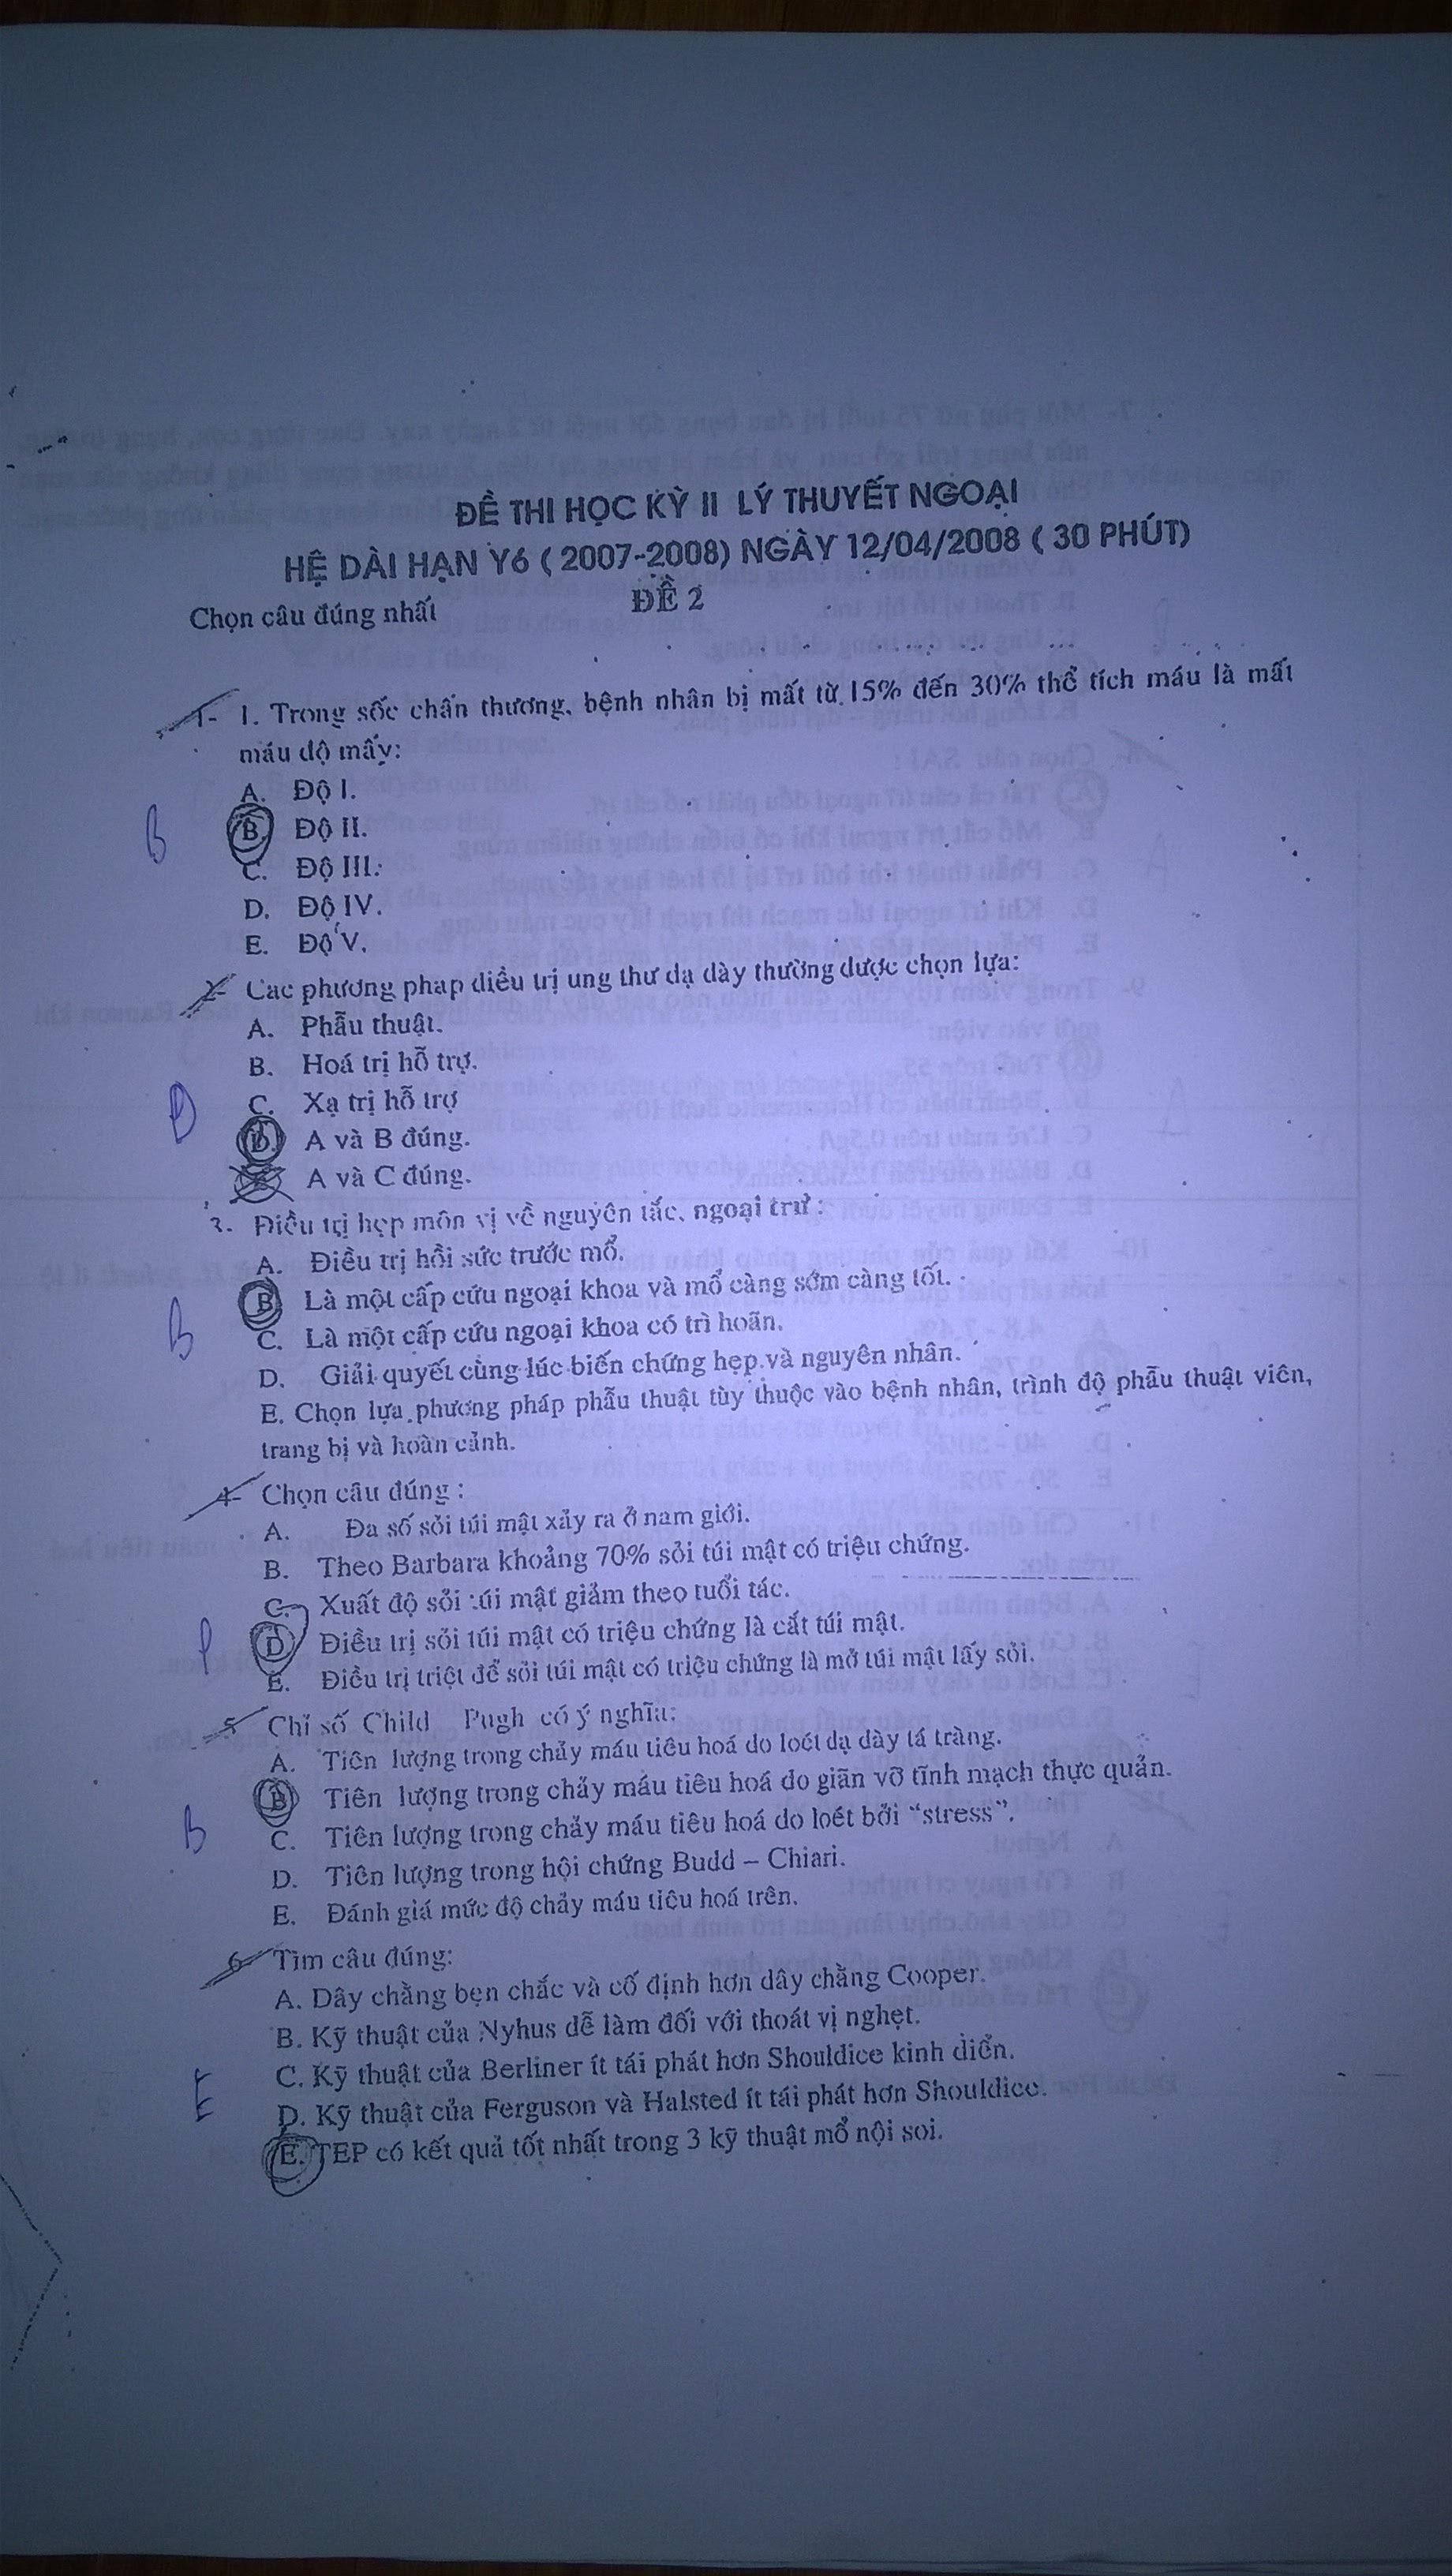 ĐỀ THI HỌC KỲ II LÝ THUYẾT NGOẠI
HỆ DÀI HẠN Y6 ( 2007-2008) NGÀY 12/04/2008 ( 30 PHÚT)
ĐỀ 2
Chọn câu đúng nhất
1- 1. Trong sốc chấn thương, bệnh nhân bị mất từ 15% đến 30% thể tích máu là mất
máu độ mấy:
A. Độ I.
B B. Độ II.
C. Độ III.
D. Độ IV.
E. Độ V.
2- Các phương pháp điều trị ung thư dạ dày thường được chọn lựa:
A. Phẫu thuật.
B. Hoá trị hỗ trợ.
C. Xạ trị hỗ trợ
D D. A và B đúng.
A và C đúng.
3. Điều trị hẹp môn vị về nguyên tắc, ngoại trừ :
A. Điều trị hồi sức trước mổ.
B B Là một cấp cứu ngoại khoa và mổ càng sớm càng tốt.
C. Là một cấp cứu ngoại khoa có trì hoãn.
D. Giải quyết cùng lúc biến chứng hẹp và nguyên nhân.
E. Chọn lựa phương pháp phẫu thuật tùy thuộc vào bệnh nhân, trình độ phẫu thuật viên,
trang bị và hoàn cảnh.
4- Chọn câu đúng :
A. Đa số sỏi túi mật xảy ra ở nam giới.
B. Theo Barbara khoảng 70% sỏi túi mật có triệu chứng.
C. Xuất độ sỏi túi mật giảm theo tuổi tác.
D Điều trị sỏi túi mật có triệu chứng là cắt túi mật.
E. Điều trị triệt để sỏi túi mật có triệu chứng là mở túi mật lấy sỏi.
5 Chỉ số Child Pugh có ý nghĩa:
A. Tiên lượng trong chảy máu tiêu hoá do loét dạ dày tá tràng.
B B Tiên lượng trong chảy máu tiêu hoá do giãn vỡ tĩnh mạch thực quản.
C. Tiên lượng trong chảy máu tiêu hoá do loét bởi “stress”.
D. Tiên lượng trong hội chứng Budd – Chiari.
E. Đánh giá mức độ chảy máu tiêu hoá trên.
6- Tìm câu đúng:
A. Dây chằng bẹn chắc và cố định hơn dây chằng Cooper.
B. Kỹ thuật của Nyhus dễ làm đối với thoát vị nghẹt.
C. Kỹ thuật của Berliner ít tái phát hơn Shouldice kinh điển.
D. Kỹ thuật của Ferguson và Halsted ít tái phát hơn Shouldice.
E E. TEP có kết quả tốt nhất trong 3 kỹ thuật mổ nội soi.